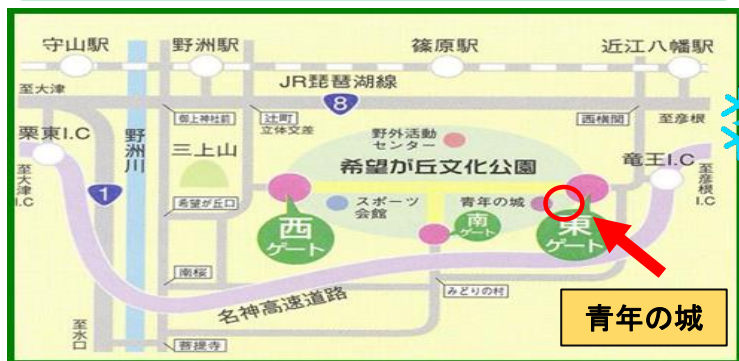 守山駅
野洲駅
篠原駅
近江八幡駅
JR琵琶湖線
至大津
8
御上神社前
辻町
立体交差
西横関
至彦根
栗東I.C
野洲川
三上山
野外活動
センター
希望が丘文化公園
竜王I.C
至大津I.C
至彦根I.C
1
希望が丘口
スポーツ
会館
青年の城
西
ゲート
南
ゲート
東
ゲート
南桜
名神高速道路
みどりの村
青年の城
至水口
菩提寺